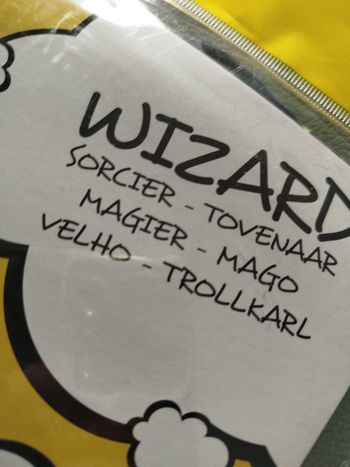 WIZARD
SORCIER - TOVENAAR
MAGIER - MAGO
VELHO - TROLLKARL